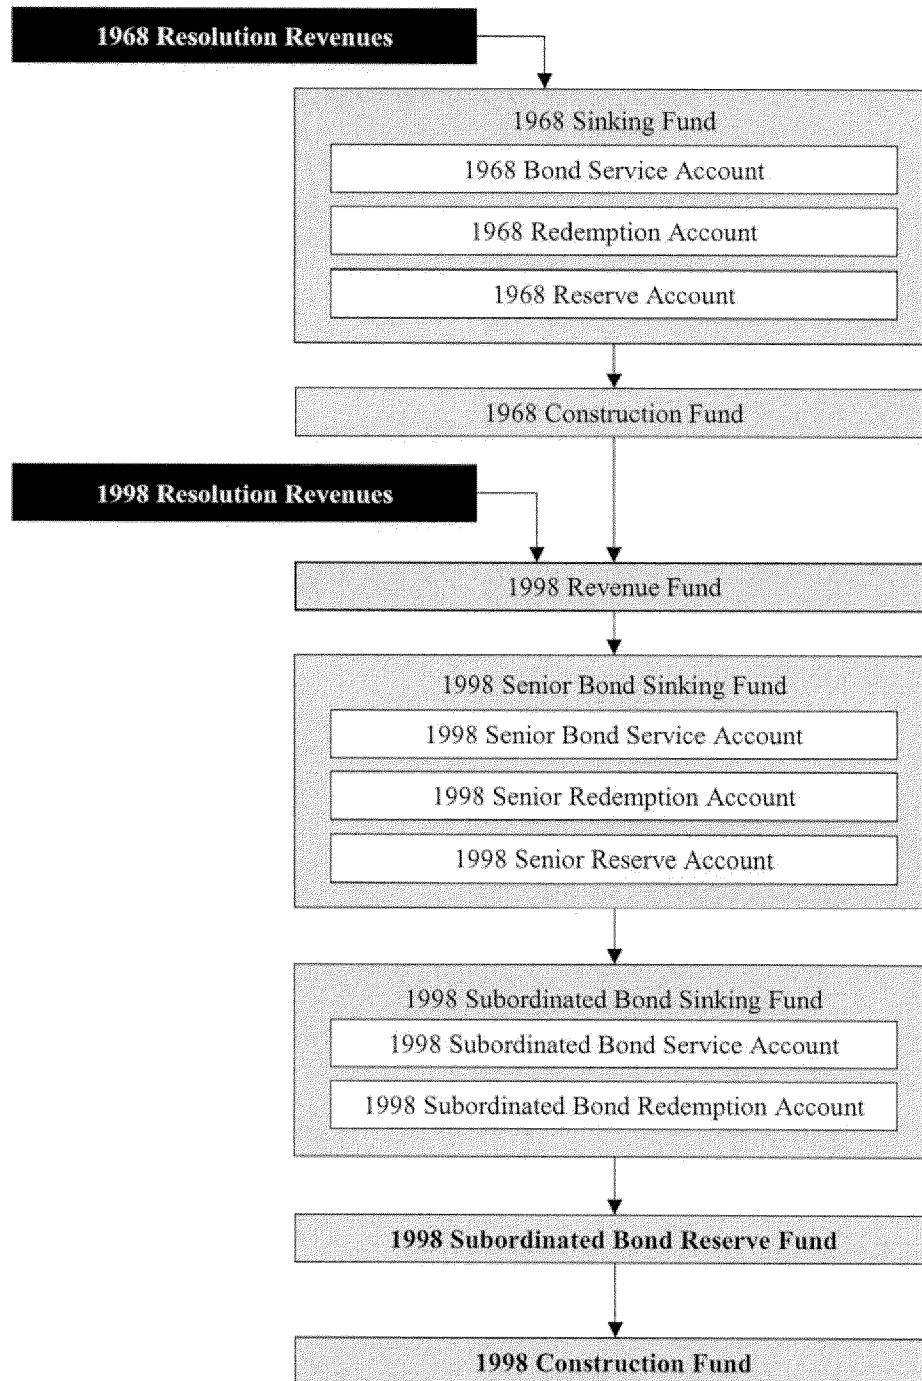 1968 Resolution Revenues
1968 Sinking Fund
1968 Bond Service Account
1968 Redemption Account
1968 Reserve Account
1968 Construction Fund
1998 Resolution Revenues
1998 Revenue Fund
1998 Senior Bond Sinking Fund
1998 Senior Bond Service Account
1998 Senior Redemption Account
1998 Senior Reserve Account
1998 Subordinated Bond Sinking Fund
1998 Subordinated Bond Service Account
1998 Subordinated Bond Redemption Account
1998 Subordinated Bond Reserve Fund
1998 Construction Fund